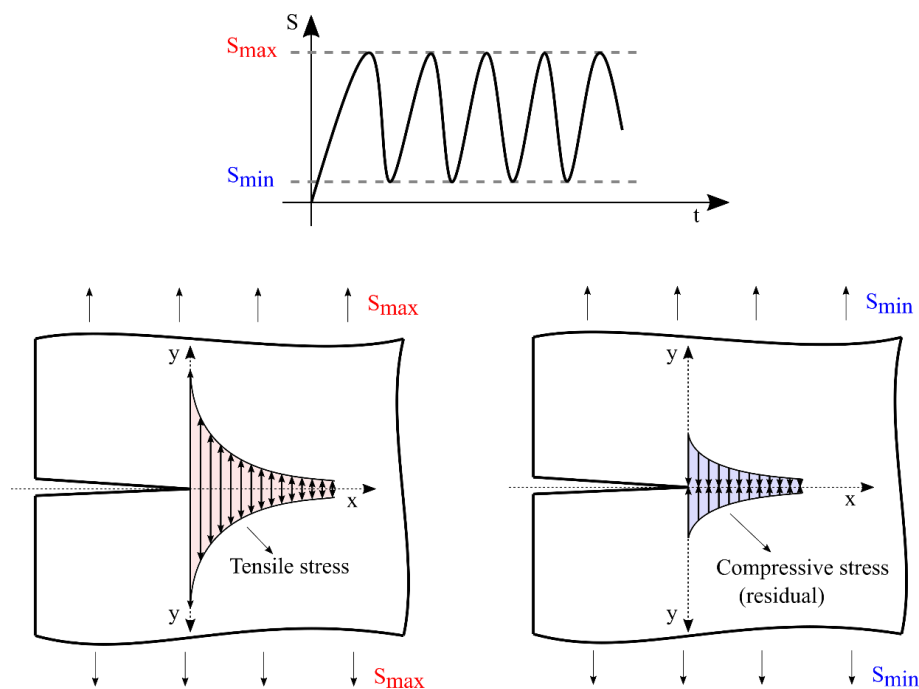 S
Smax
Smin
t
Smax
y
x
Tensile stress
y
Smax
Smin
y
x
Compressive stress
(residual)
y
Smin